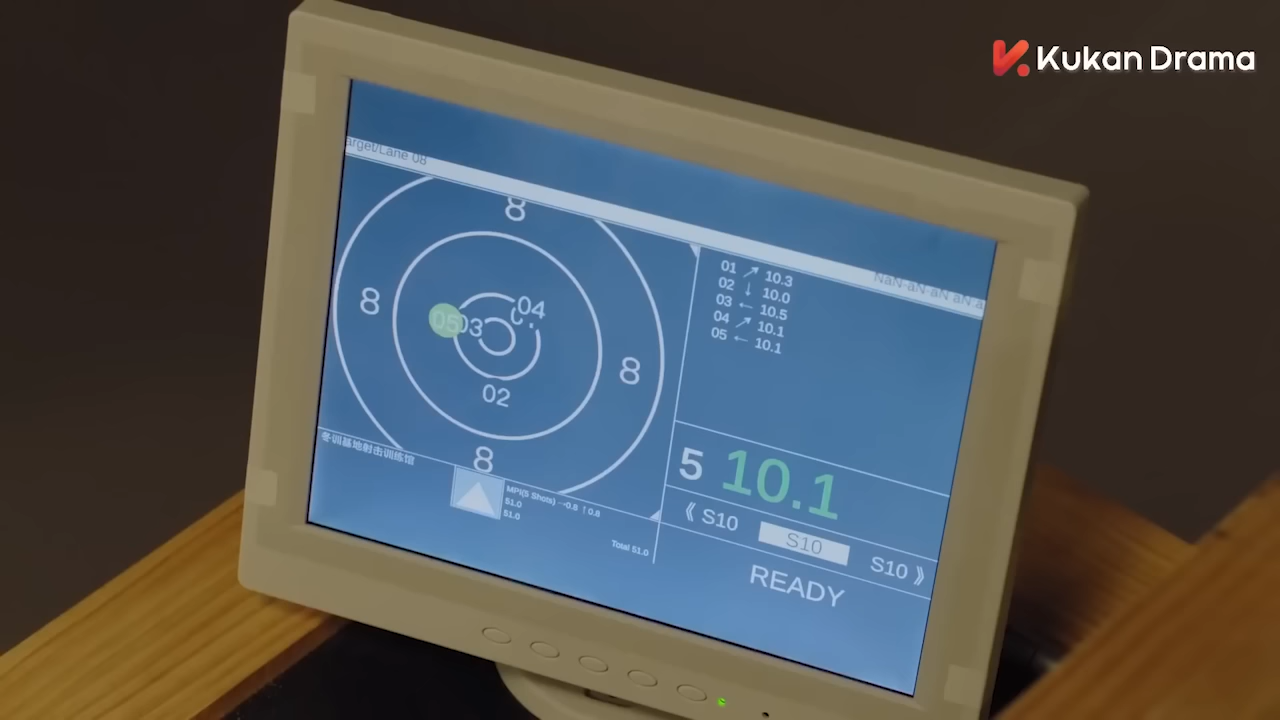 Kukan Drama
arget/Lane 08
NaN-aN-aN aN:a
8
01 ↗ 10.3
02 ↓ 10.0
03 ← 10.5
04 ↗ 10.1
05 ← 10.1
8
04
05
03
8
02
8
冬训基地射击训练馆
MPI(5 Shots) →-0.8 ↑0.8
51.0
51.0
Total 51.0
5 10.1
《 S10
S10
S10 》
READY